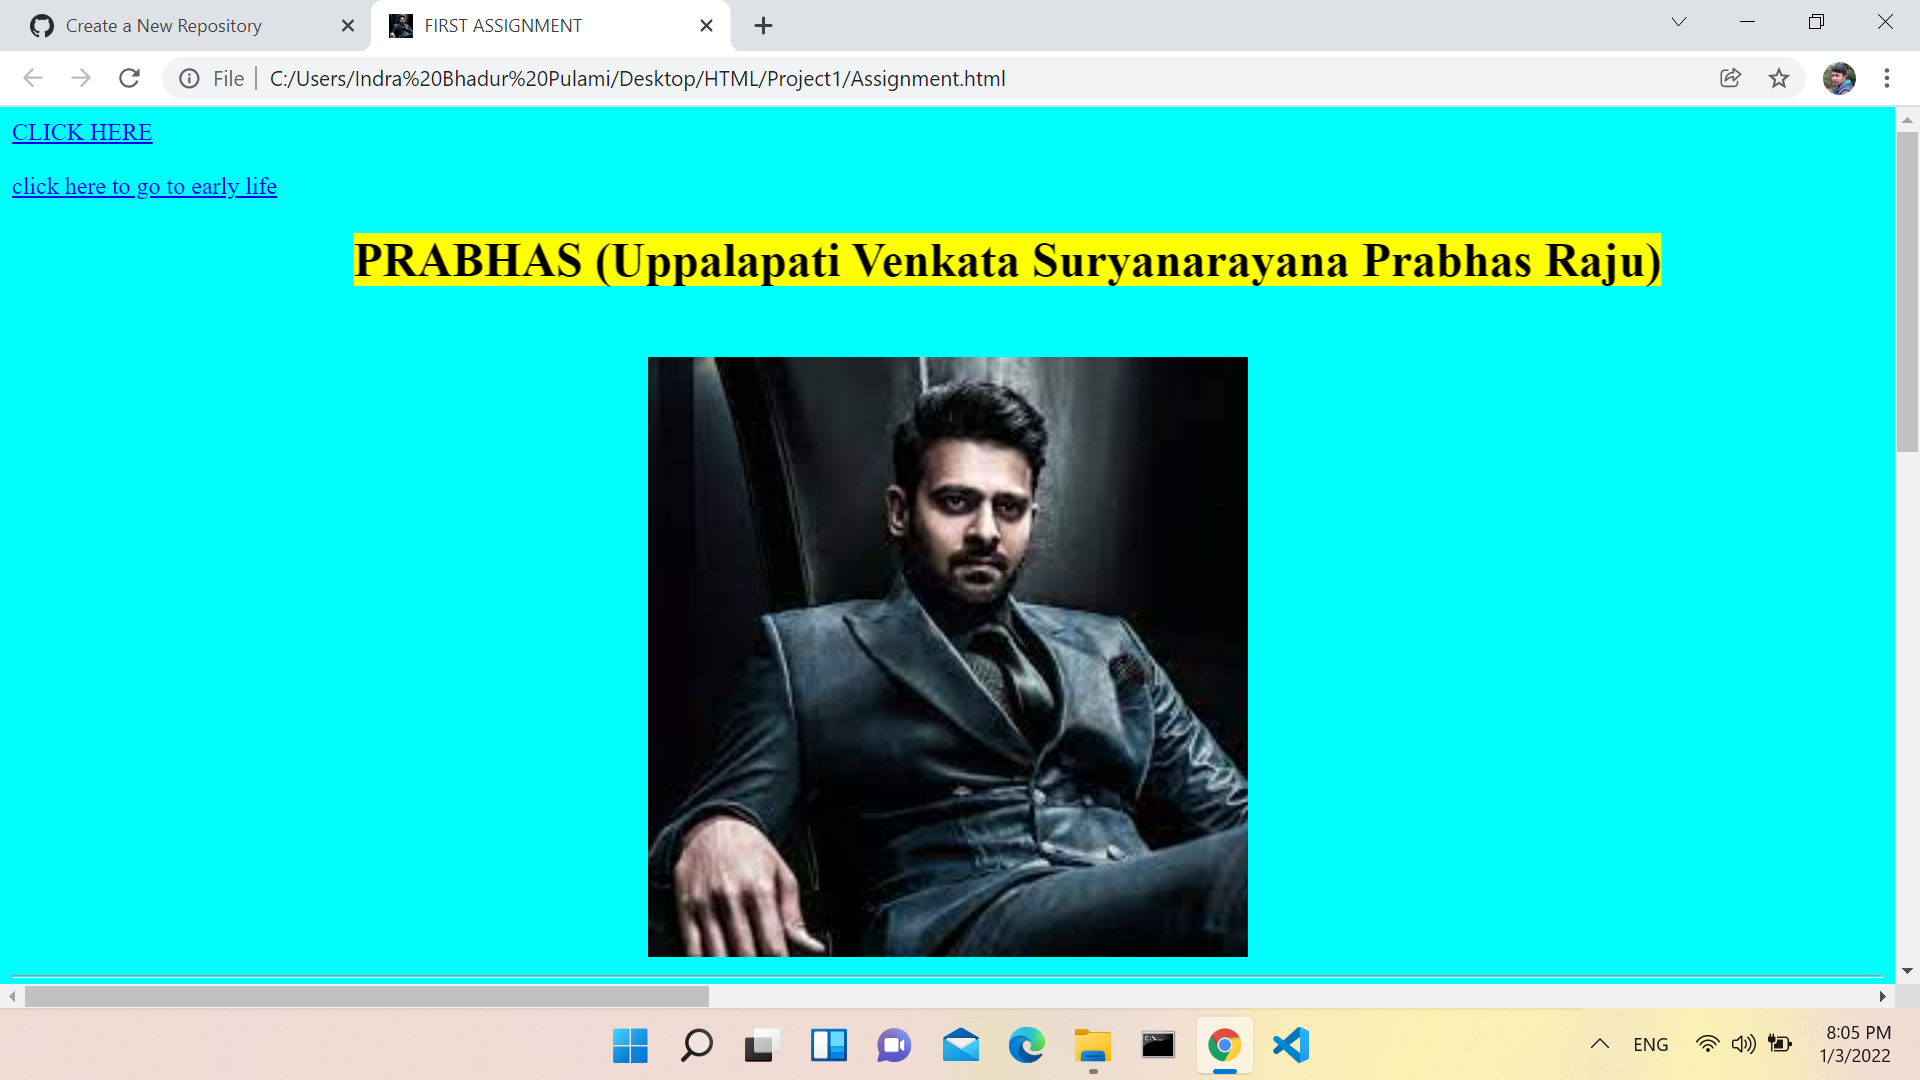 Create a New Repository
FIRST ASSIGNMENT
File
C:/Users/Indra%20Bhadur%20Pulami/Desktop/HTML/Project1/Assignment.html
CLICK HERE
click here to go to early life
PRABHAS (Uppalapati Venkata Suryanarayana Prabhas Raju)
ENG
8:05 PM
1/3/2022